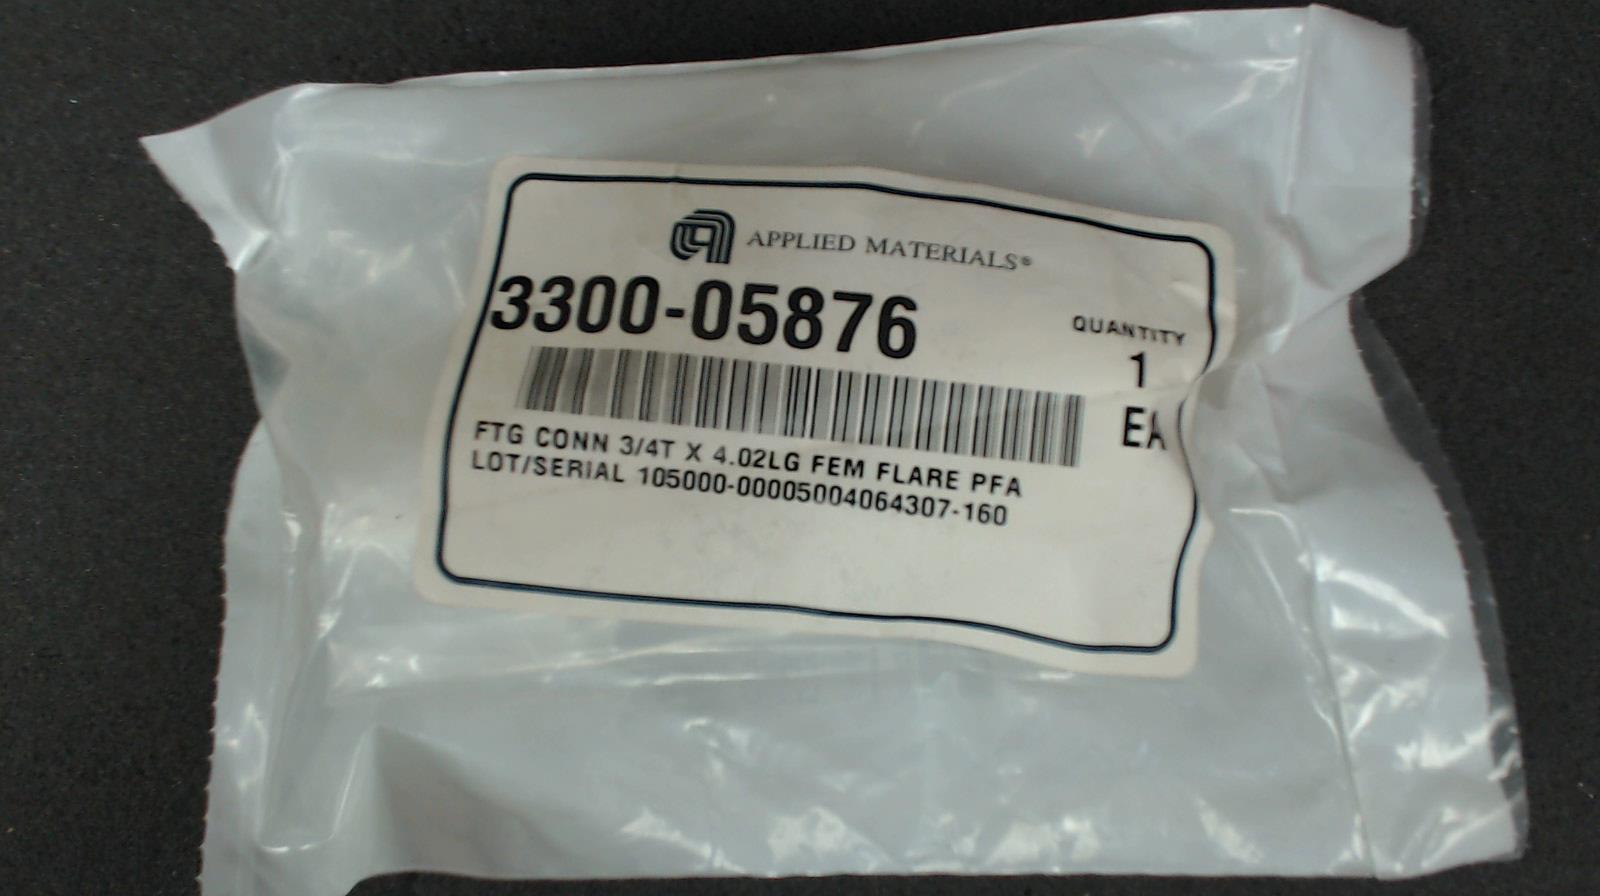 APPLIED MATERIALS®
3300-05876
QUANTITY
1
EA
FTG CONN 3/4T X 4.02LG FEM FLARE PFA
LOT/SERIAL 105000-00005004064307-160